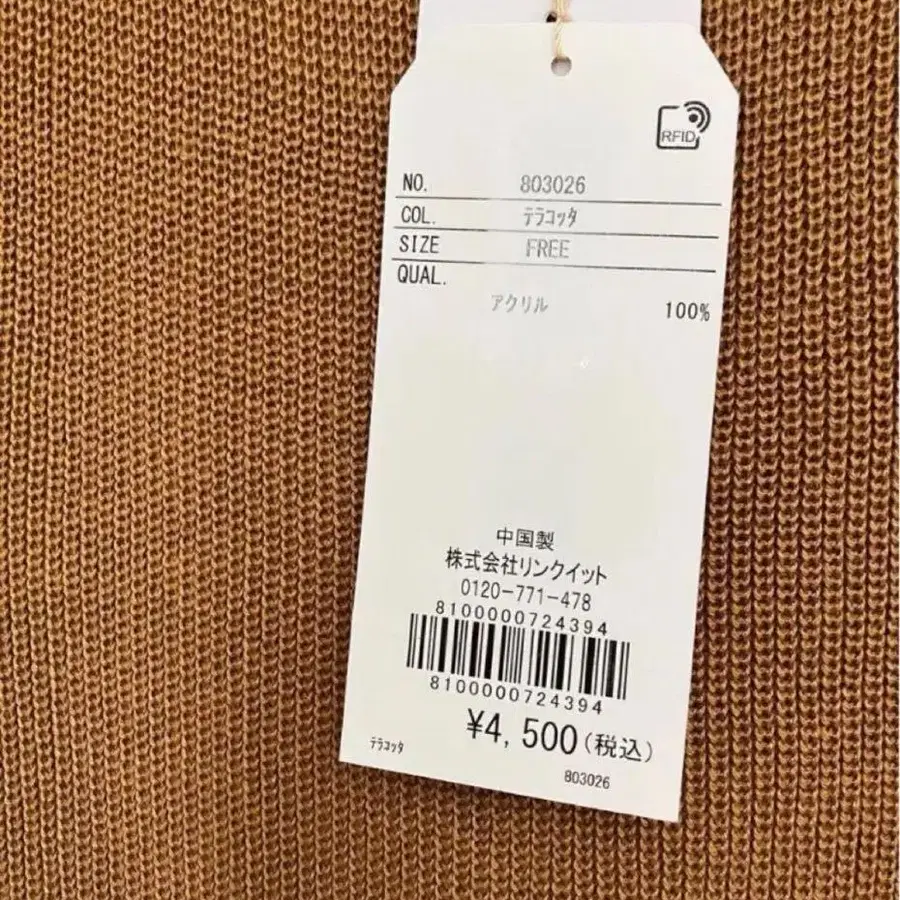 RFID
NO. 803026
COL. ﾃﾗｺｯﾀ
SIZE FREE
QUAL.
アクリル 100%
中国製
株式会社リンクイット
0120-771-478
8100000724394
8100000724394
¥4,500(税込)
ﾃﾗｺｯﾀ
803026